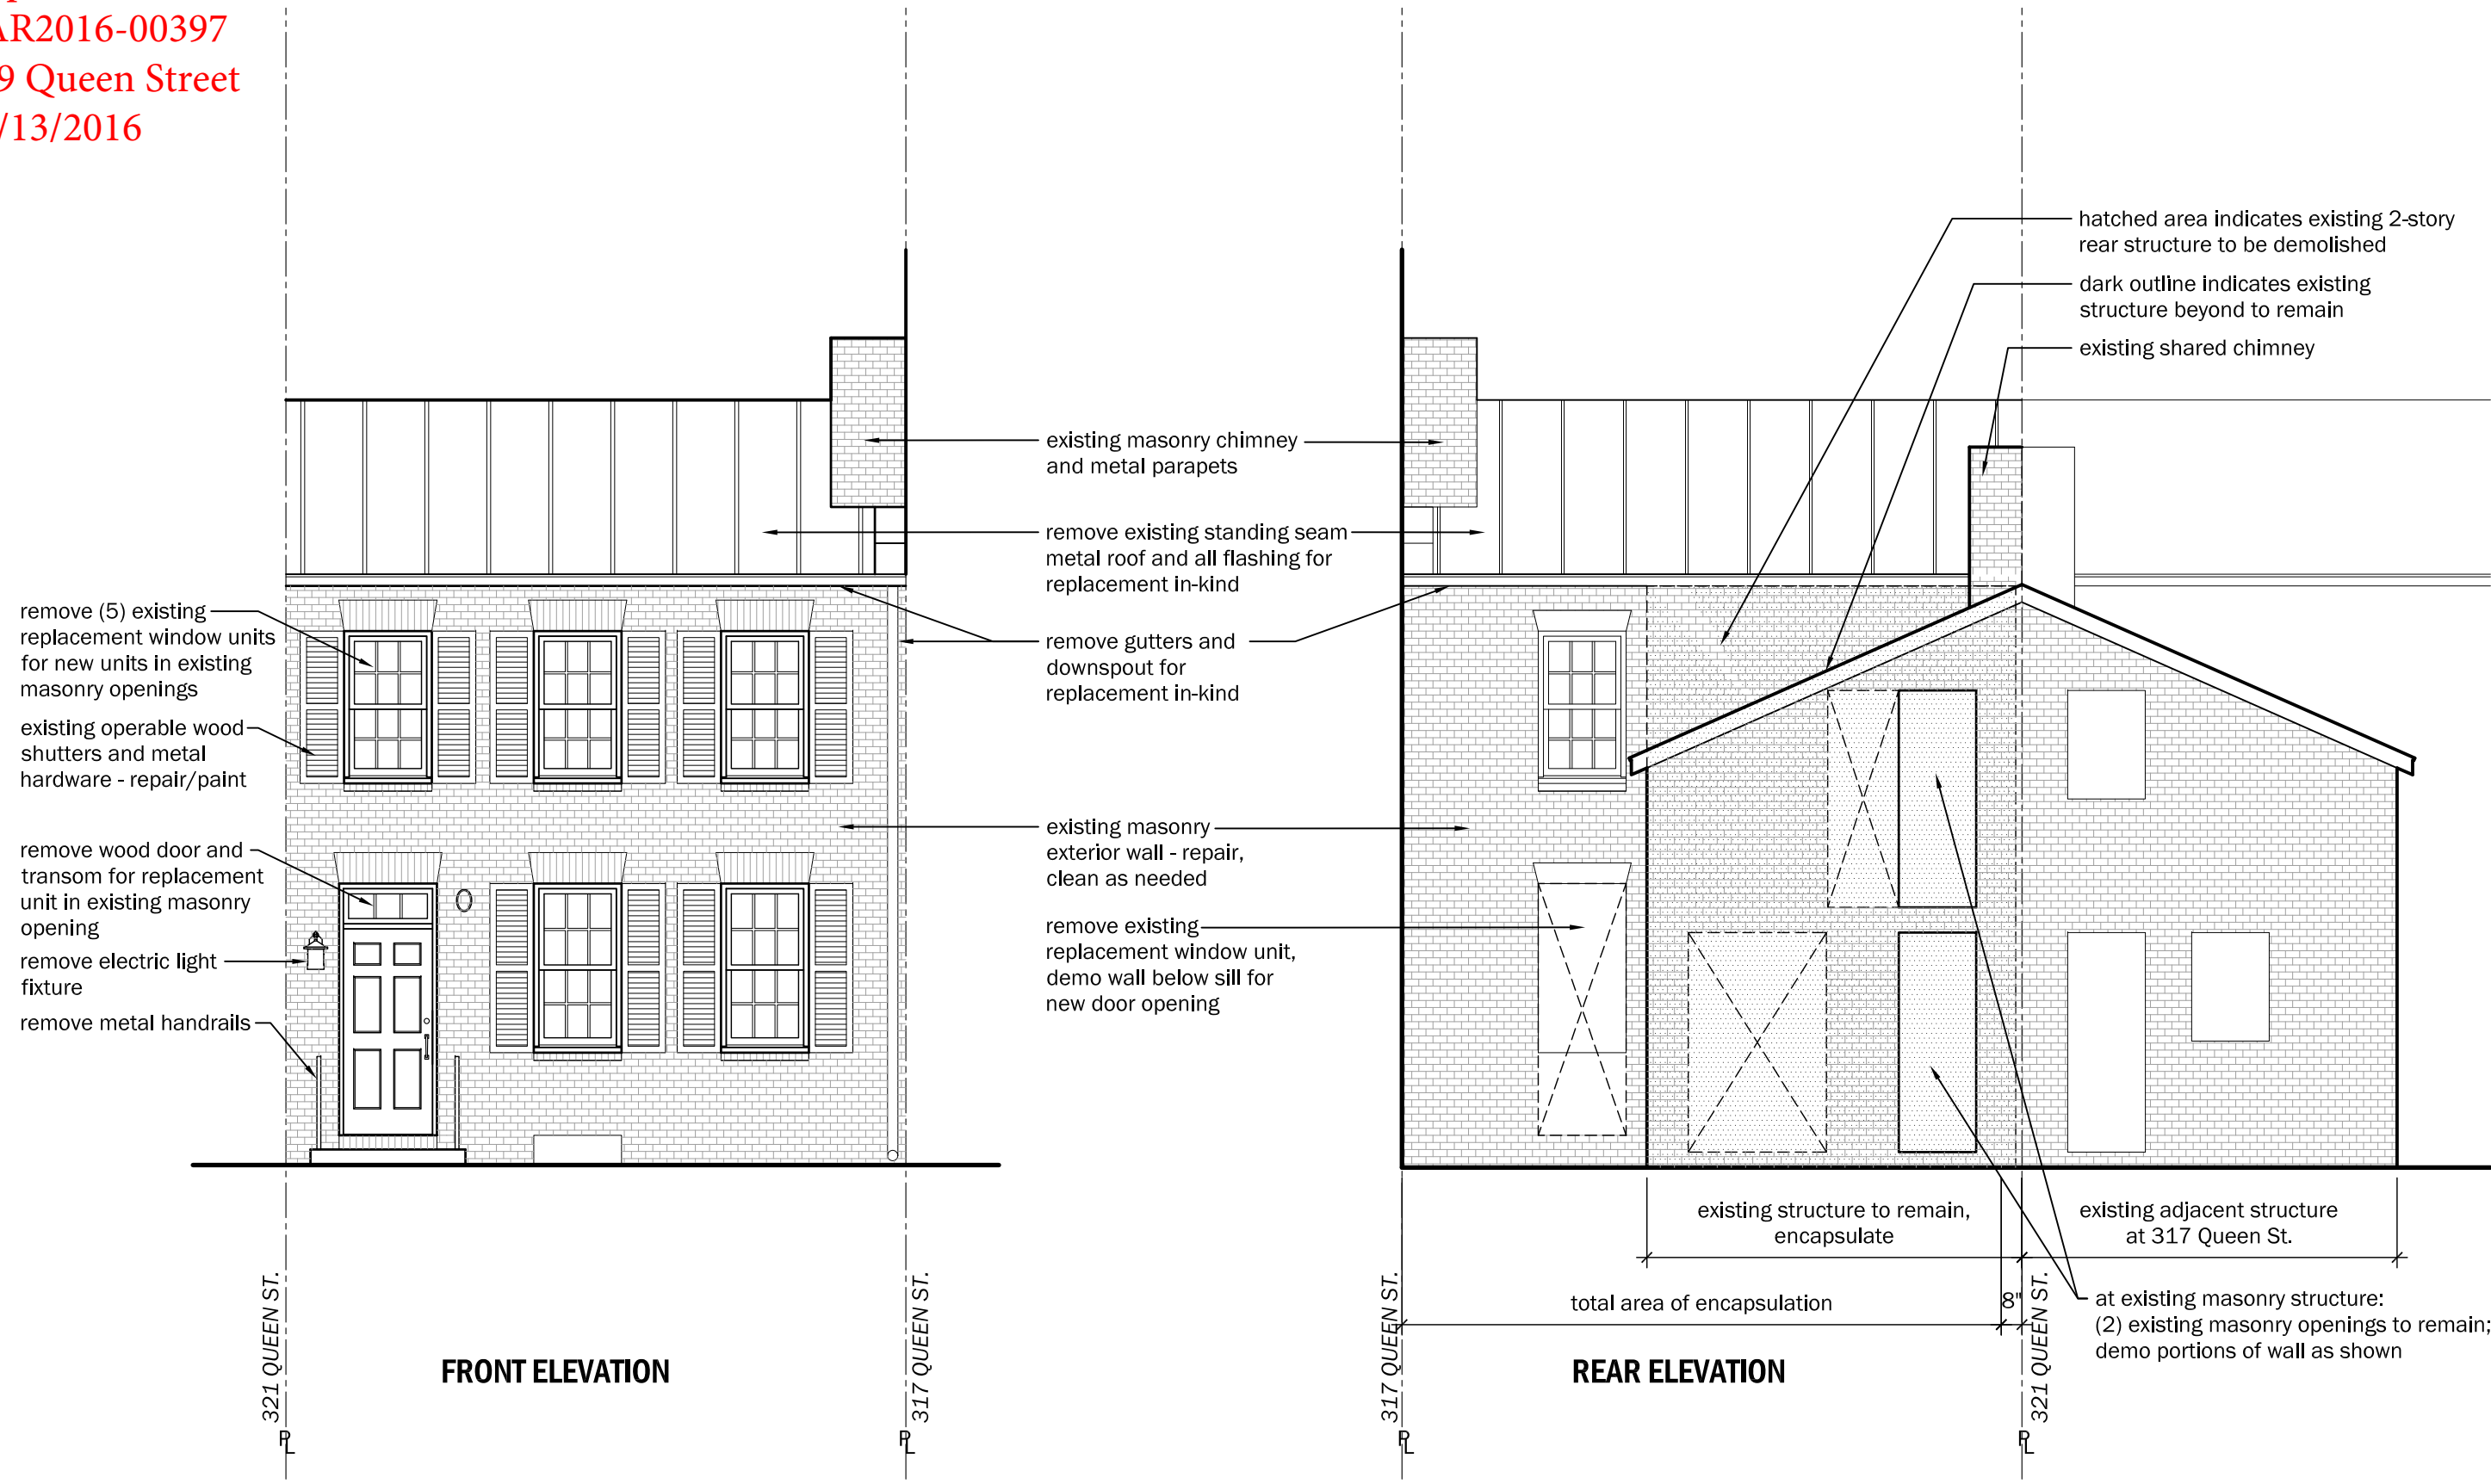 AR2016-00397
9 Queen Street
/13/2016
hatched area indicates existing 2-story
rear structure to be demolished
dark outline indicates existing
structure beyond to remain
existing shared chimney
existing masonry chimney
and metal parapets
remove existing standing seam
metal roof and all flashing for
replacement in-kind
remove gutters and
downspout for
replacement in-kind
existing masonry
exterior wall - repair,
clean as needed
remove existing
replacement window unit,
demo wall below sill for
new door opening
remove (5) existing
replacement window units
for new units in existing
masonry openings
existing operable wood
shutters and metal
hardware - repair/paint
remove wood door and
transom for replacement
unit in existing masonry
opening
remove electric light
fixture
remove metal handrails
existing structure to remain,
encapsulate
existing adjacent structure
at 317 Queen St.
total area of encapsulation
8"
at existing masonry structure:
(2) existing masonry openings to remain;
demo portions of wall as shown
321 QUEEN ST.
317 QUEEN ST.
317 QUEEN ST.
321 QUEEN ST.
FRONT ELEVATION
REAR ELEVATION
PL
PL
PL
PL